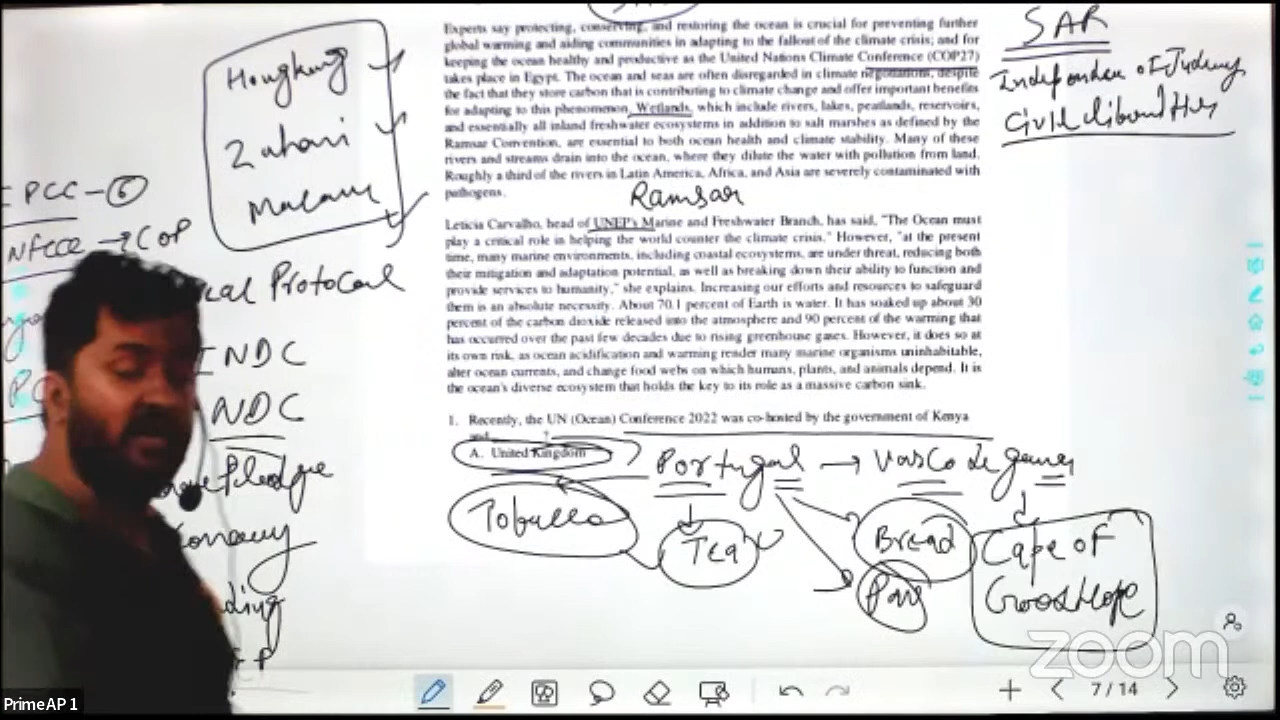 SAR
Independen of Judcary
Civil libounties
Hongkong
2 ahani
Macau
Experts say protecting, conserving, and restoring the ocean is crucial for preventing further
global warming and aiding communities in adapting to the fallout of the climate crisis; and for
keeping the ocean healthy and productive as the United Nations Climate Conference (COP27)
takes place in Egypt. The ocean and seas are often disregarded in climate negotiations, despite
the fact that they store carbon that is contributing to climate change and offer important benefits
for adapting to this phenomenon. Wetlands, which include rivers, lakes, peatlands, reservoirs,
and essentially all inland freshwater ecosystems in addition to salt marshes as defined by the
Ramsar Convention, are essential to both ocean health and climate stability. Many of these
rivers and streams drain into the ocean, where they dilute the water with pollution from land.
Roughly a third of the rivers in Latin America, Africa, and Asia are severely contaminated with
pathogens.
Ramsar
IPCC - 6
NFCCC → COP
Protocol
INDC
NDC
Pledge
Leticia Carvalho, head of UNEP's Marine and Freshwater Branch, has said, "The Ocean must
play a critical role in helping the world counter the climate crisis." However, "at the present
time, many marine environments, including coastal ecosystems, are under threat, reducing both
their mitigation and adaptation potential, as well as breaking down their ability to function and
provide services to humanity," she explains. Increasing our efforts and resources to safeguard
them is an absolute necessity. About 70.1 percent of Earth is water. It has soaked up about 30
percent of the carbon dioxide released into the atmosphere and 90 percent of the warming that
has occurred over the past few decades due to rising greenhouse gases. However, it does so at
its own risk, as ocean acidification and warming render many marine organisms uninhabitable,
alter ocean currents, and change food webs on which humans, plants, and animals depend. It is
the ocean's diverse ecosystem that holds the key to its role as a massive carbon sink.
1. Recently, the UN (Ocean) Conference 2022 was co-hosted by the government of Kenya
and ?
A. United Kingdom
Portugal → Vasco de gama
Tobacco
Tea
Bread
Cape of
Good Hope
zoom
7 / 14
PrimeAP 1